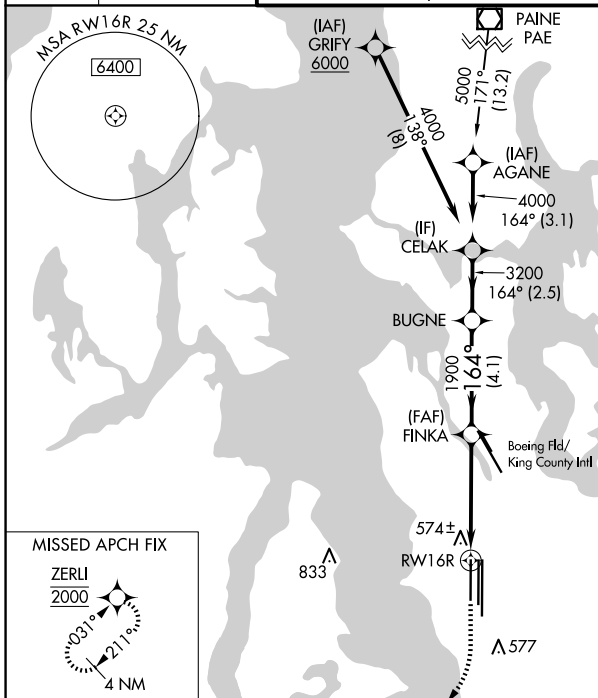 MSA RW16R 25 NM
6400
(IAF)
GRIFY
6000
PAINE
PAE
5000
171°
(13.2)
4000
138°
(8)
(IAF)
AGANE
4000
164° (3.1)
(IF)
CELAK
3200
164° (2.5)
BUGNE
1900
164°
(4.1)
(FAF)
FINKA
Boeing Fld/
King County Intl
574±
RW16R
833
577
MISSED APCH FIX
ZERLI
2000
031°
211°
4 NM